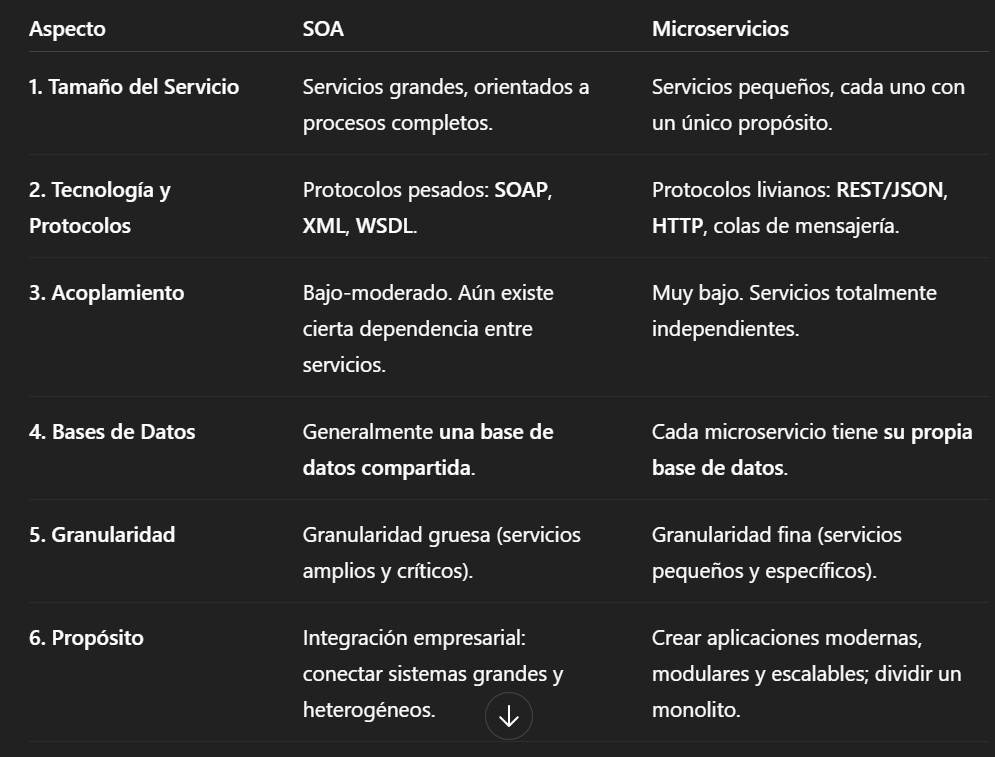 Aspecto SOA Microservicios
1. Tamaño del Servicio Servicios grandes, orientados a Servicios pequeños, cada uno con
procesos completos. un único propósito.
2. Tecnología y Protocolos pesados: SOAP, Protocolos livianos: REST/JSON,
Protocolos XML, WSDL. HTTP, colas de mensajería.
3. Acoplamiento Bajo-moderado. Aún existe Muy bajo. Servicios totalmente
cierta dependencia entre independientes.
servicios.
4. Bases de Datos Generalmente una base de Cada microservicio tiene su propia
datos compartida. base de datos.
5. Granularidad Granularidad gruesa (servicios Granularidad fina (servicios
amplios y críticos). pequeños y específicos).
6. Propósito Integración empresarial: Crear aplicaciones modernas,
conectar sistemas grandes y modulares y escalables; dividir un
heterogéneos. monolito.